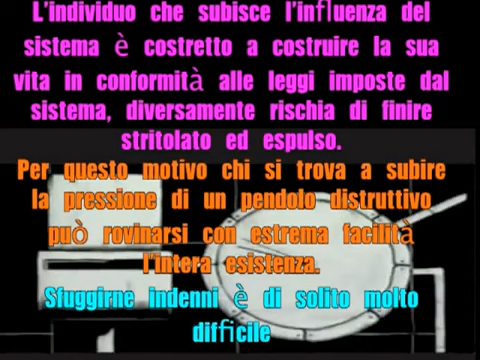 L'individuo che subisce l'influenza del
sistema è costretto a costruire la sua
vita in conformità alle leggi imposte dal
sistema, diversamente rischia di finire
stritolato ed espulso.
Per questo motivo chi si trova a subire
la pressione di un pendolo distruttivo
può rovinarsi con estrema facilità
l'intera esistenza.
Sfuggirne indenni è di solito molto
difficile